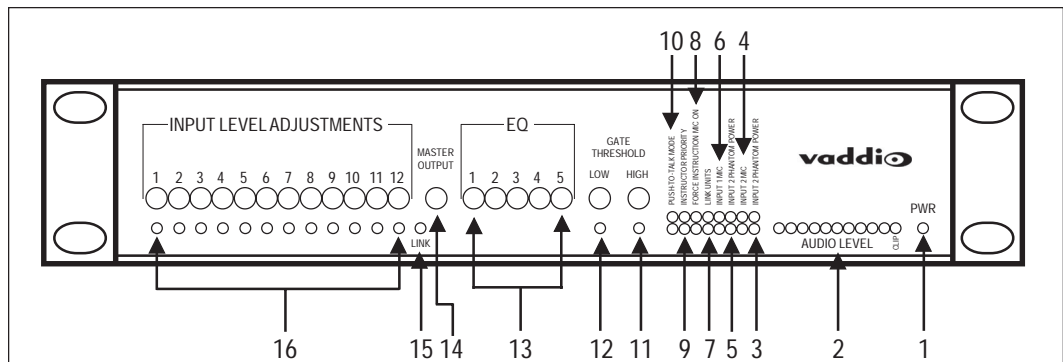 10 8 6 4
INPUT LEVEL ADJUSTMENTS
1 2 3 4 5 6 7 8 9 10 11 12
MASTER
OUTPUT
EQ
1 2 3 4 5
GATE
THRESHOLD
LOW HIGH
PUSH-TO-TALK MODE
INSTRUCTOR PRIORITY
FORCE INSTRUCTION MIC ON
LINK UNITS
INPUT 1 MIC
INPUT 2 PHANTOM POWER
INPUT 2 MIC
INPUT 2 PHANTOM POWER
vaddio
PWR
LINK
AUDIO LEVEL
CLIP
16 15 14 13 12 11 9 7 5 3 2 1